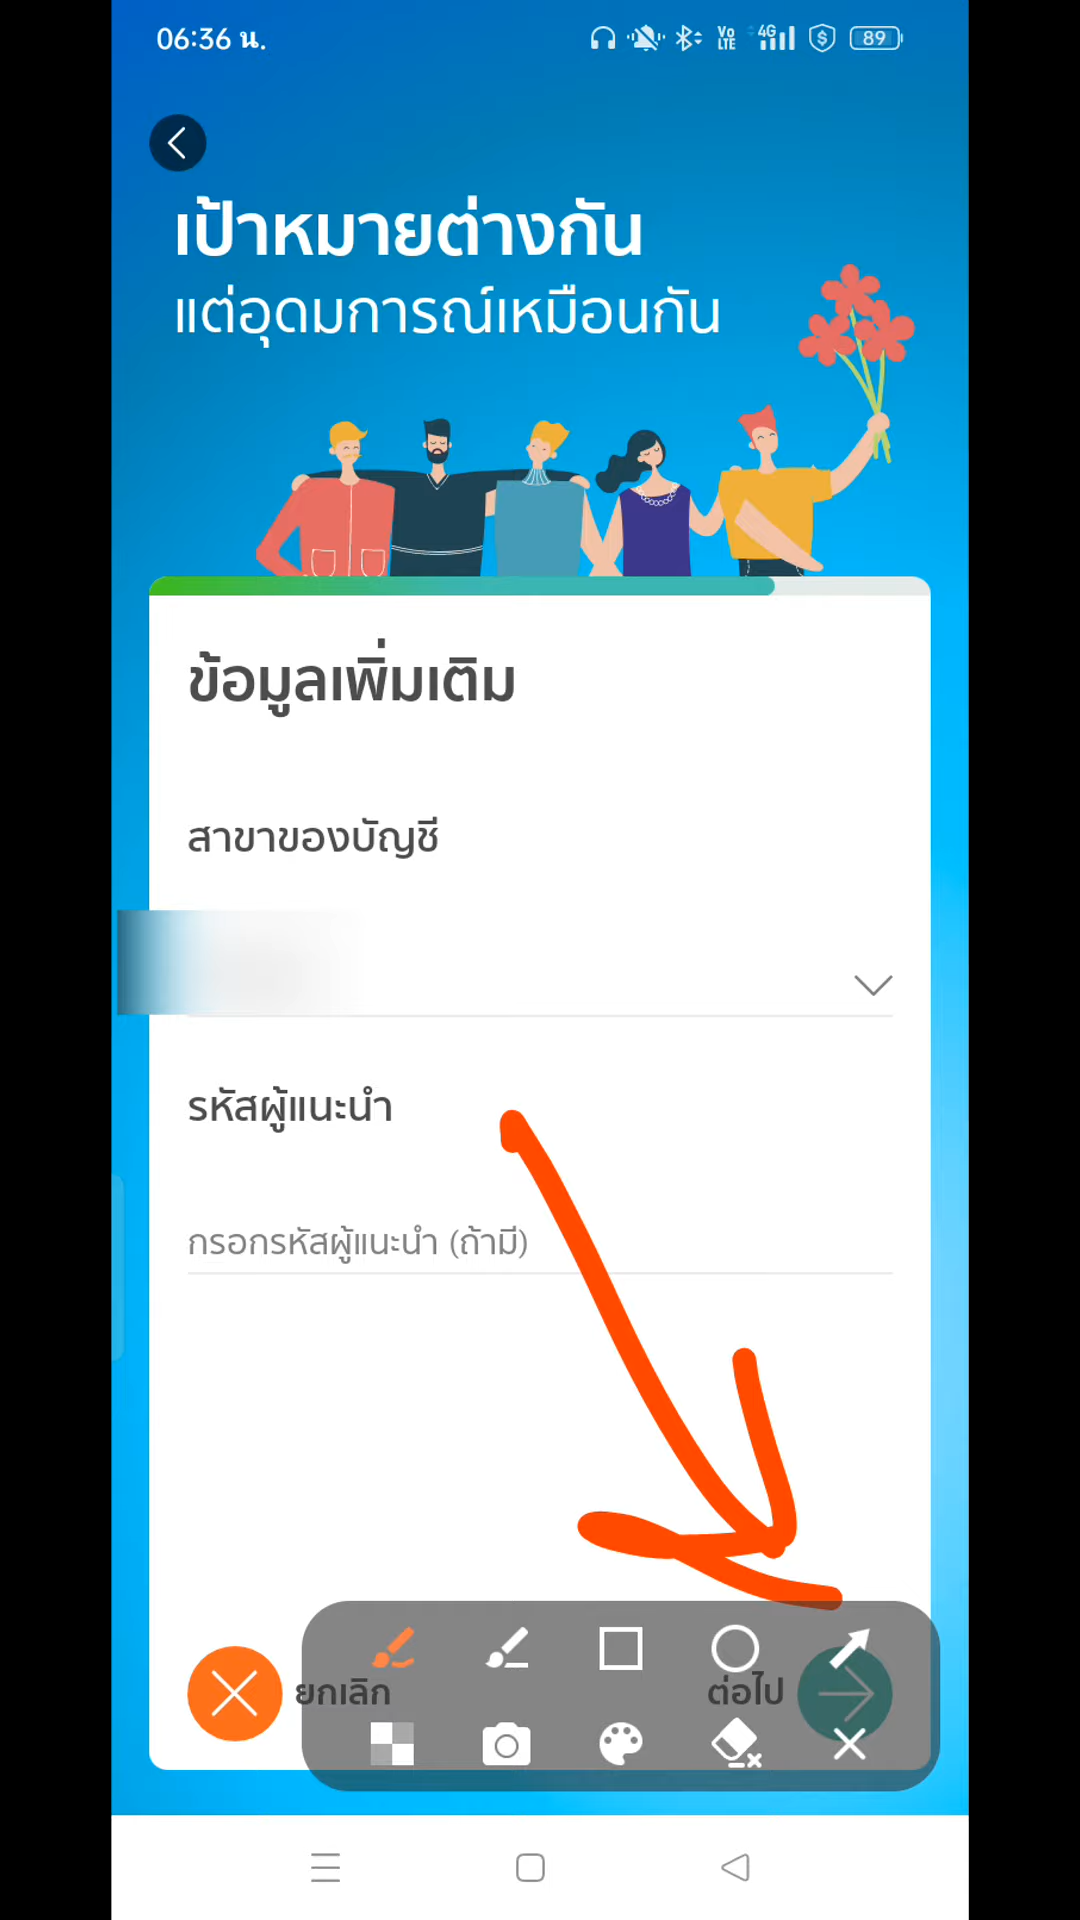 06:36 น.
Vo LTE
4G
89
เป้าหมายต่างกัน
แต่อุดมการณ์เหมือนกัน
ข้อมูลเพิ่มเติม
สาขาของบัญชี
รหัสผู้แนะนำ
กรอกรหัสผู้แนะนำ (ถ้ามี)
ยกเลิก
ต่อไป